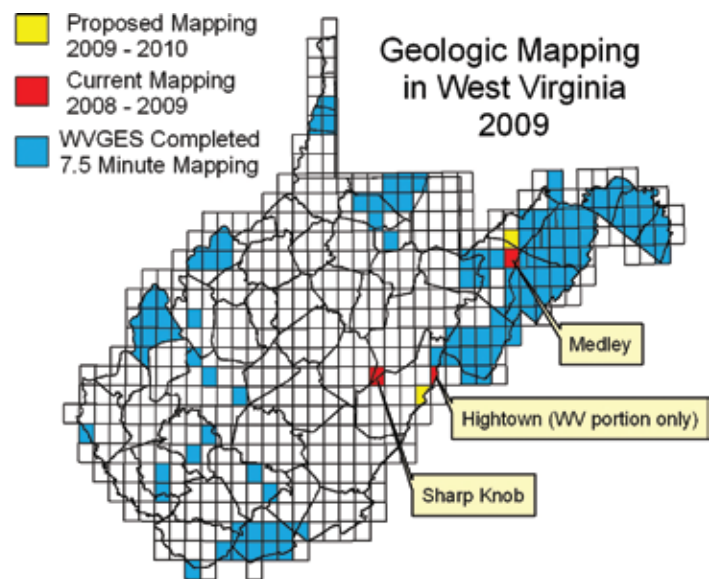 Proposed Mapping
2009 - 2010
Current Mapping
2008 - 2009
WVGES Completed
7.5 Minute Mapping
Geologic Mapping
in West Virginia
2009
Medley
Hightown (WV portion only)
Sharp Knob